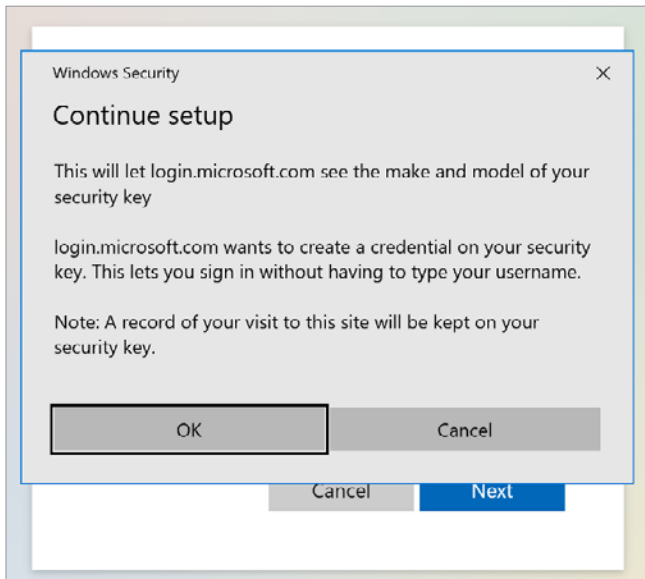 Windows Security
Continue setup
This will let login.microsoft.com see the make and model of your
security key
login.microsoft.com wants to create a credential on your security
key. This lets you sign in without having to type your username.
Note: A record of your visit to this site will be kept on your
security key.
OK
Cancel
Cancel
Next